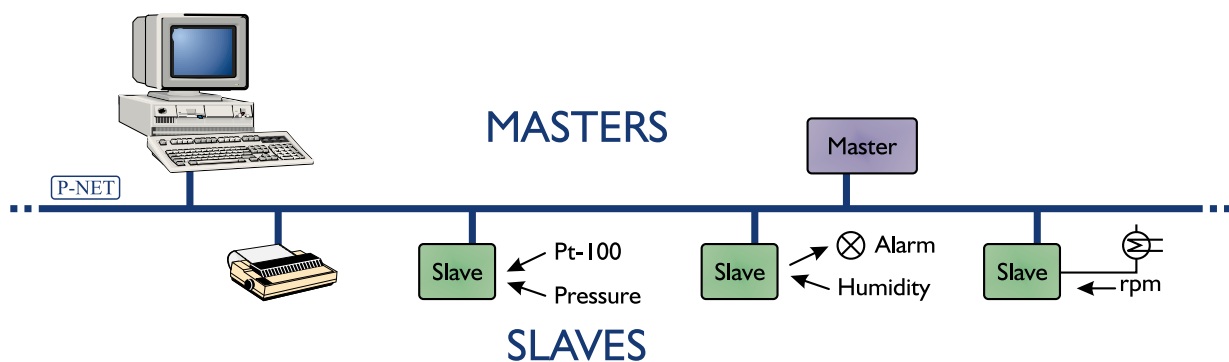 MASTERS
Master
P-NET
Slave
Pt-100
Pressure
Slave
Alarm
Humidity
Slave
rpm
SLAVES